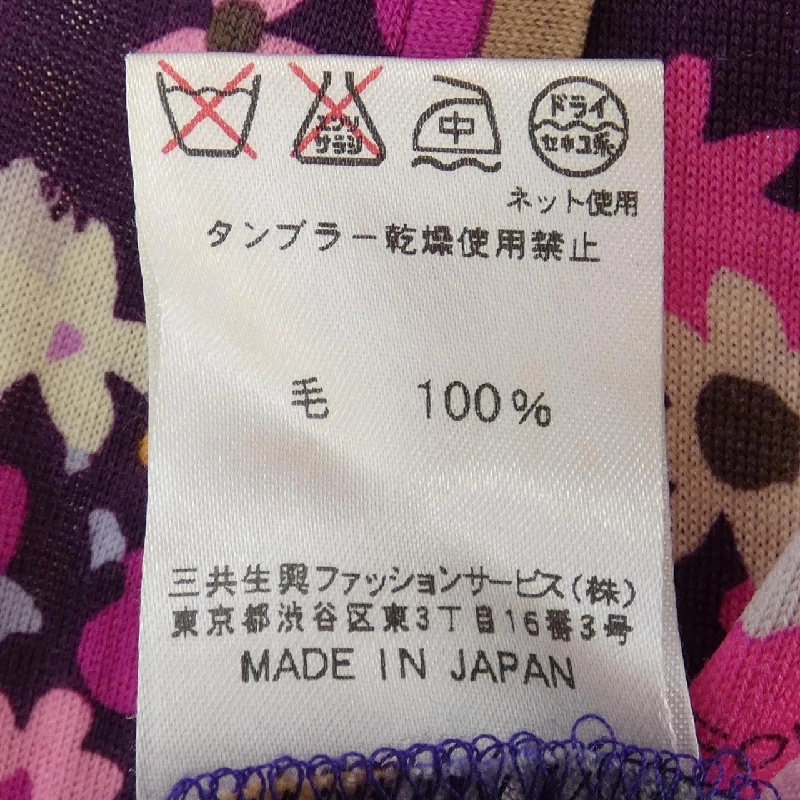 エンソ
サラシ
中
ドライ
セキユ系
ネット使用
タンブラー乾燥使用禁止
毛 100%
三共生興ファッションサービス(株)
東京都渋谷区東3丁目16番3号
MADE IN JAPAN